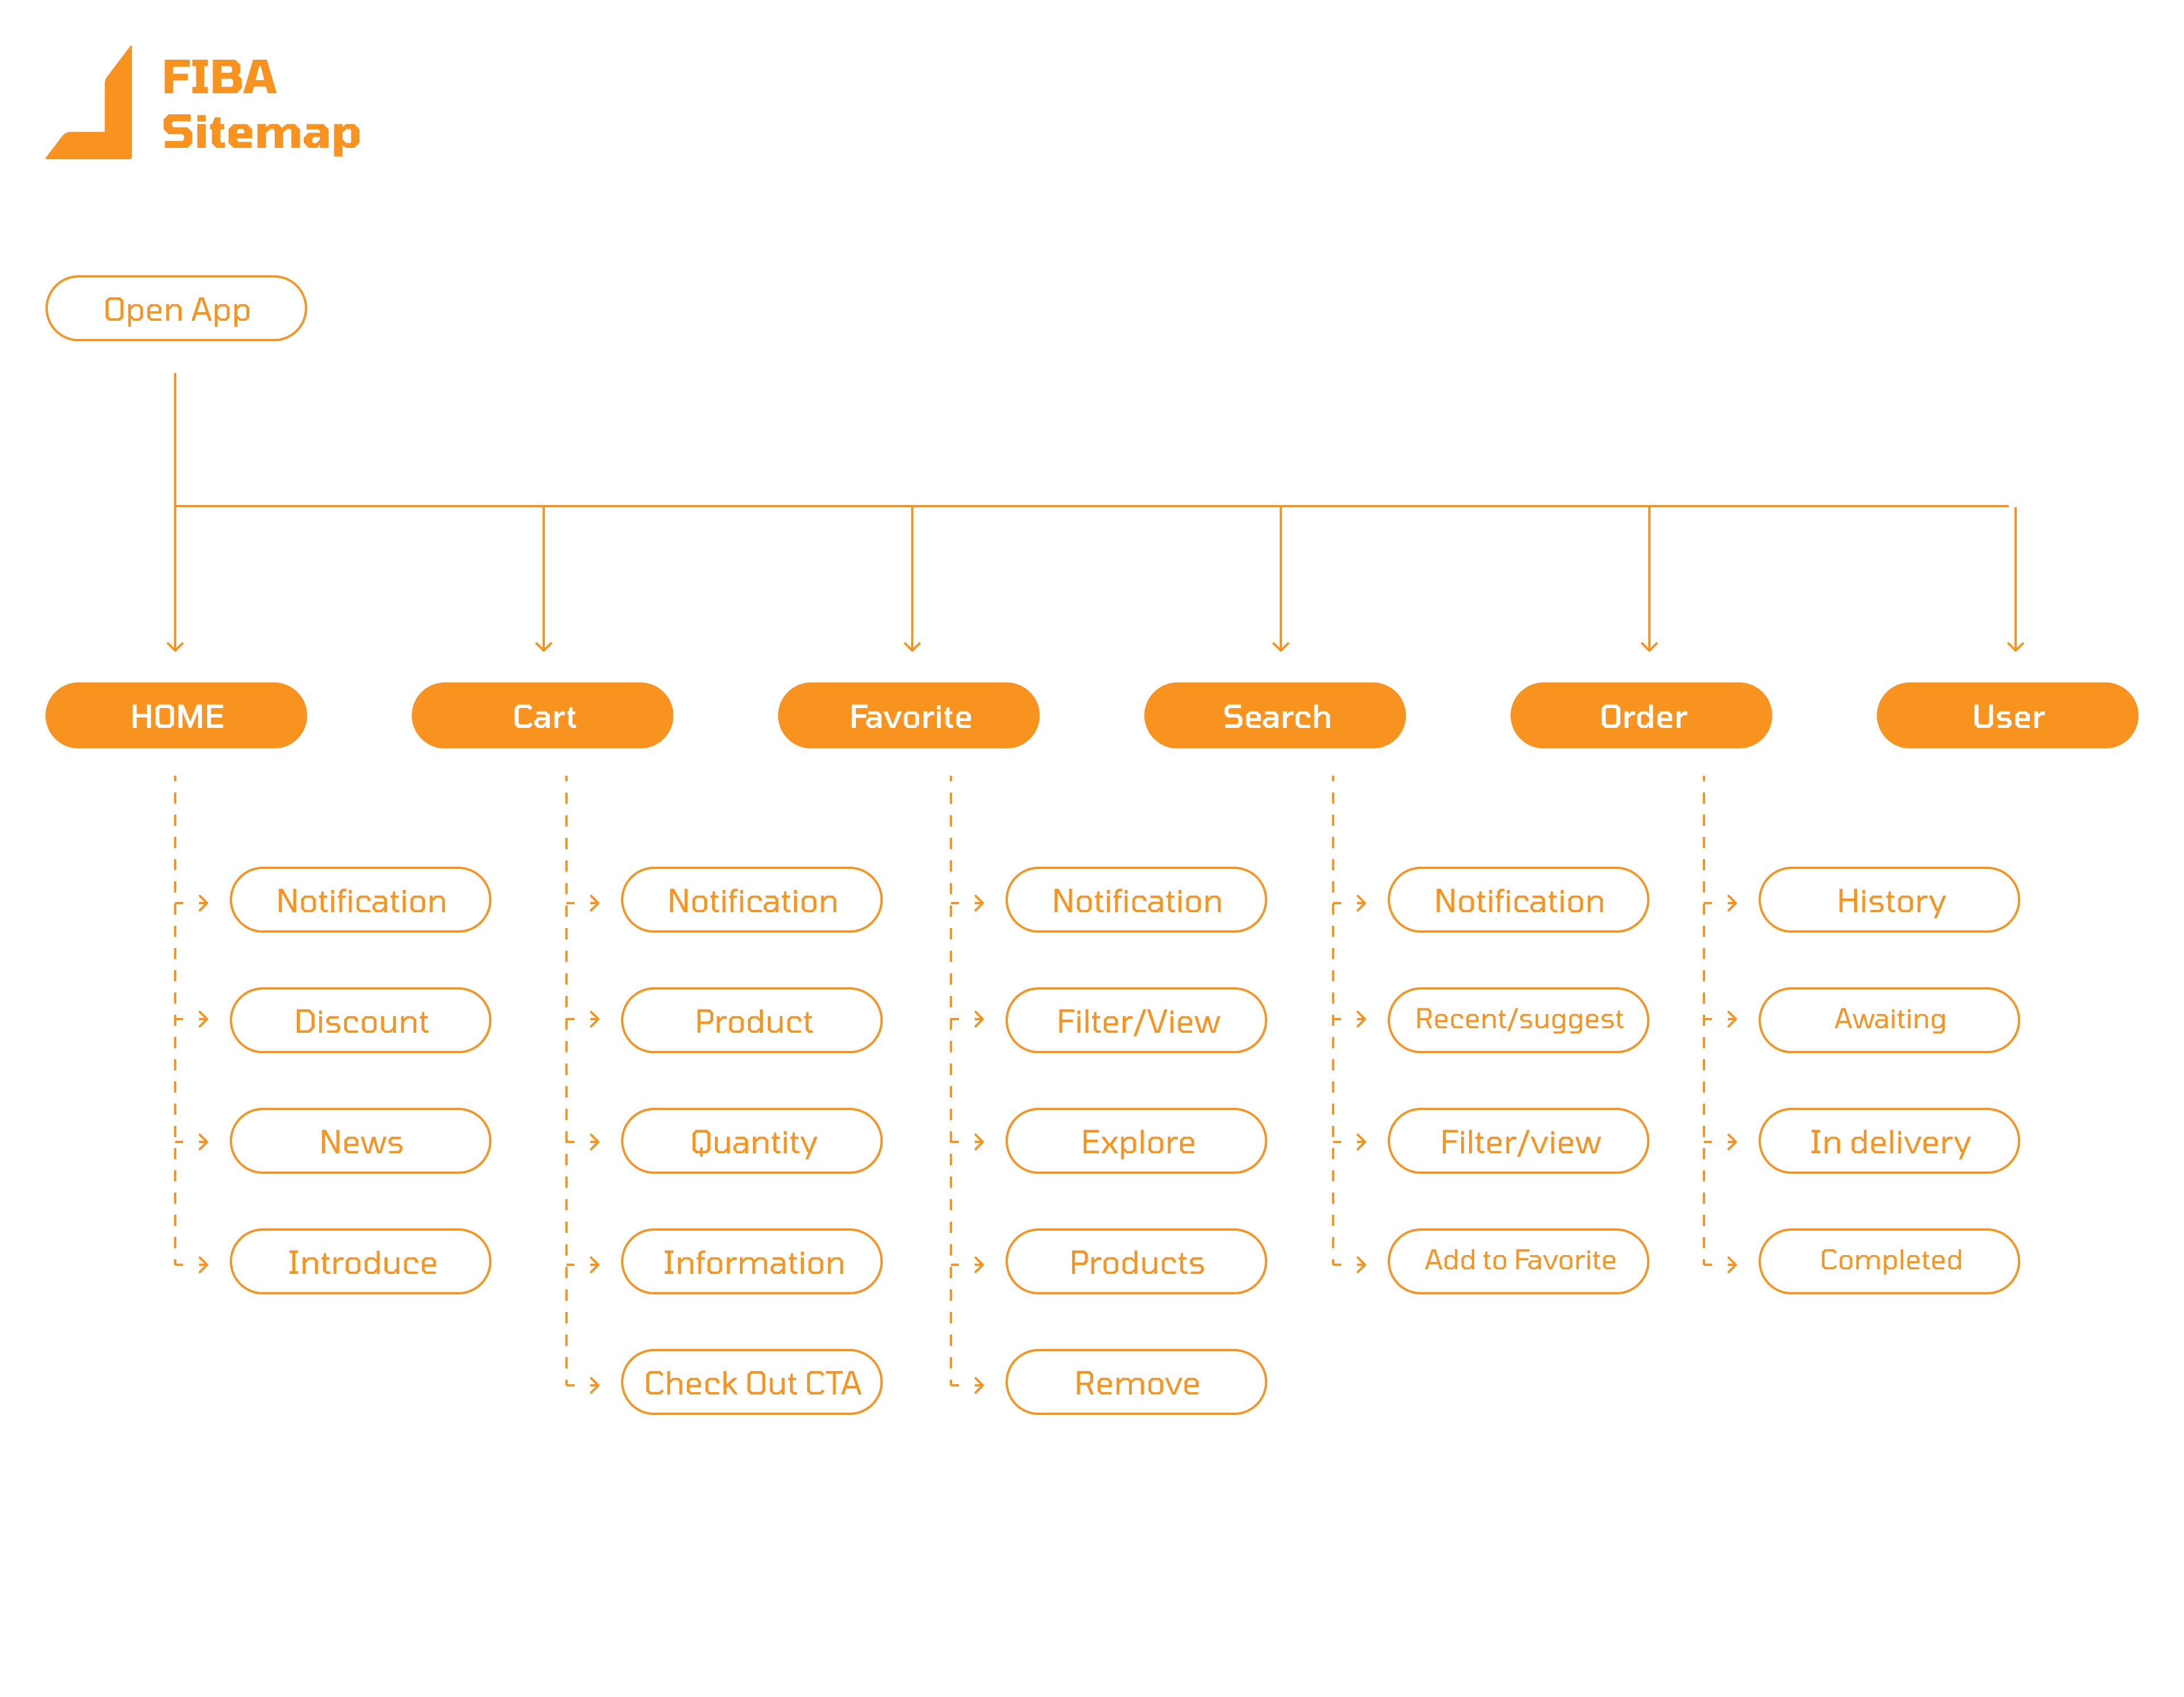 FIBA
Sitemap
Open App
HOME
Cart
Favorite
Search
Order
User
Notification
Notification
Notification
Notification
History
Discount
Product
Filter/View
Recent/suggest
Awaiting
News
Quantity
Explore
Filter/view
In delivery
Introduce
Information
Products
Add to Favorite
Completed
Check Out CTA
Remove